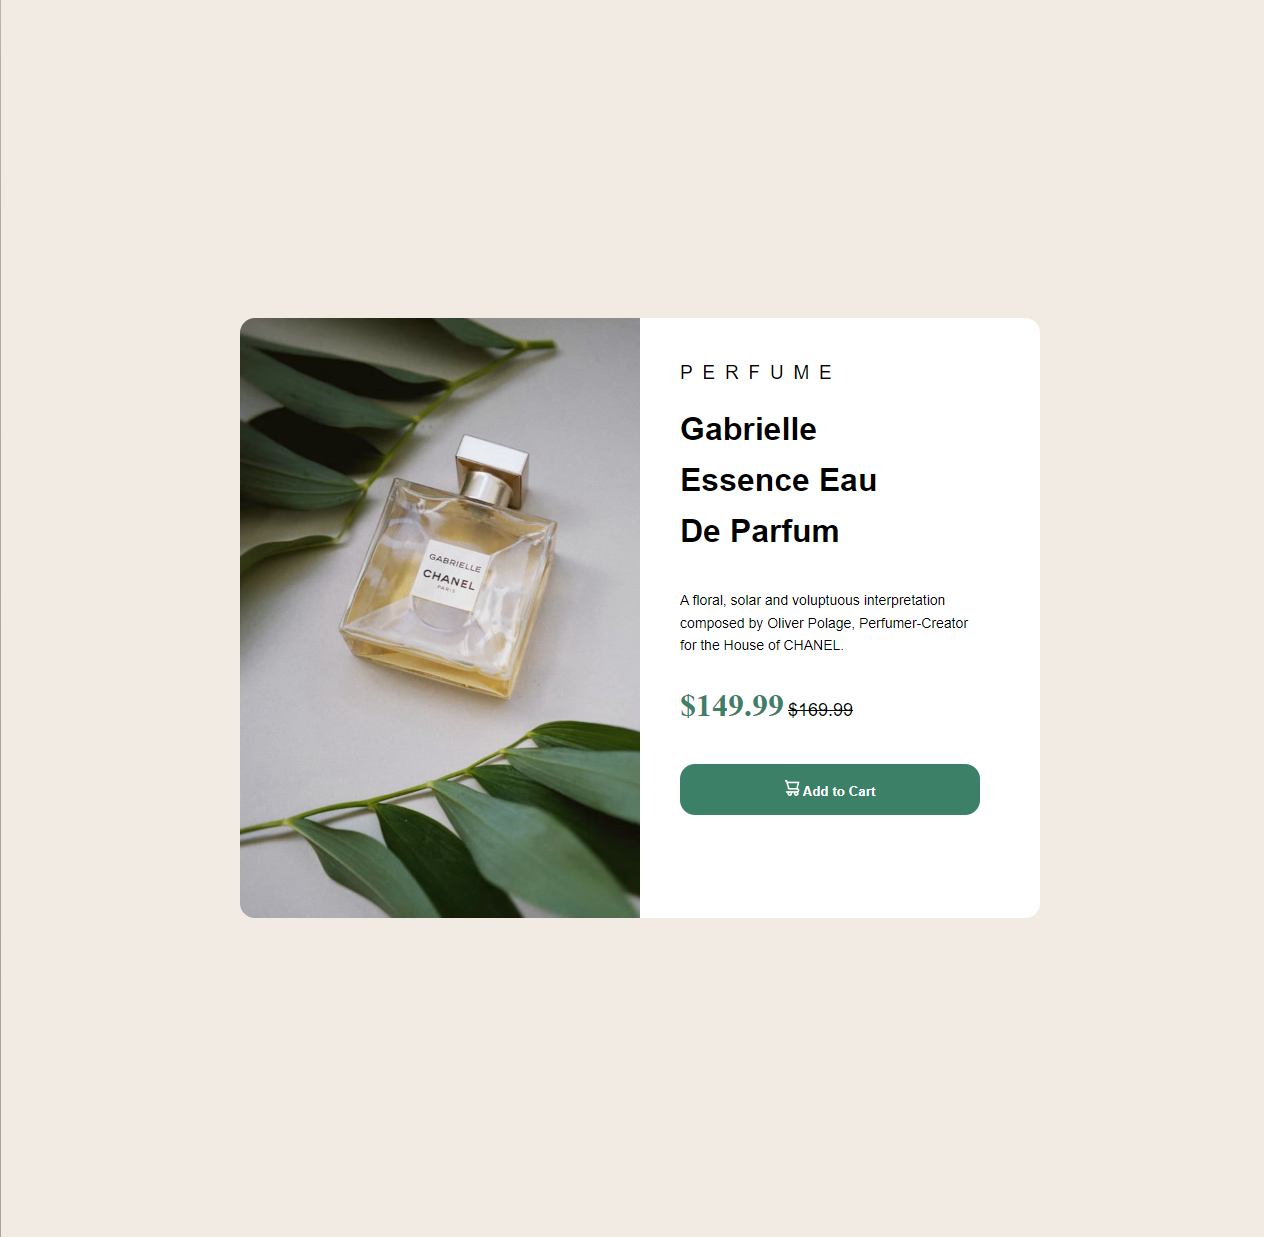 GABRIELLE
CHANEL
PARIS
PERFUME
Gabrielle
Essence Eau
De Parfum
A floral, solar and voluptuous interpretation
composed by Oliver Polage, Perfumer-Creator
for the House of CHANEL.
$149.99 $169.99
Add to Cart